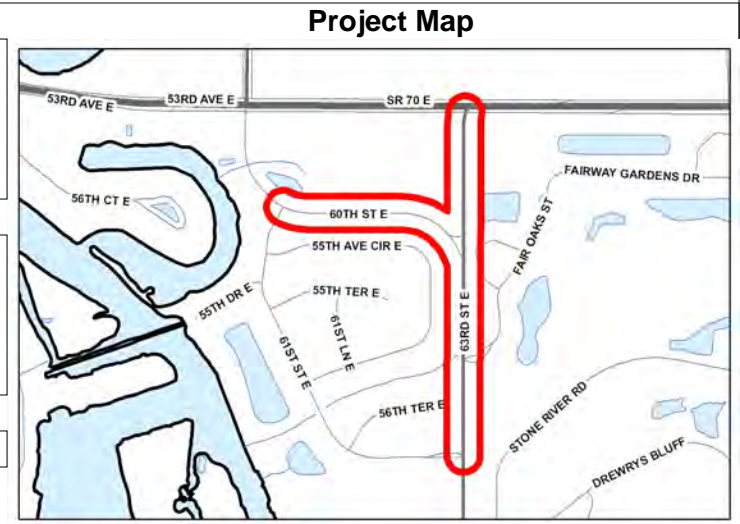 Project Map
53RD AVE E
53RD AVE E
SR 70 E
FAIRWAY GARDENS DR
56TH CT E
60TH ST E
FAIR OAKS ST
55TH AVE CIR E
55TH DR E
55TH TER E
61ST LN E
63RD ST E
61ST ST E
56TH TER E
STONE RIVER RD
DREWRYS BLUFF